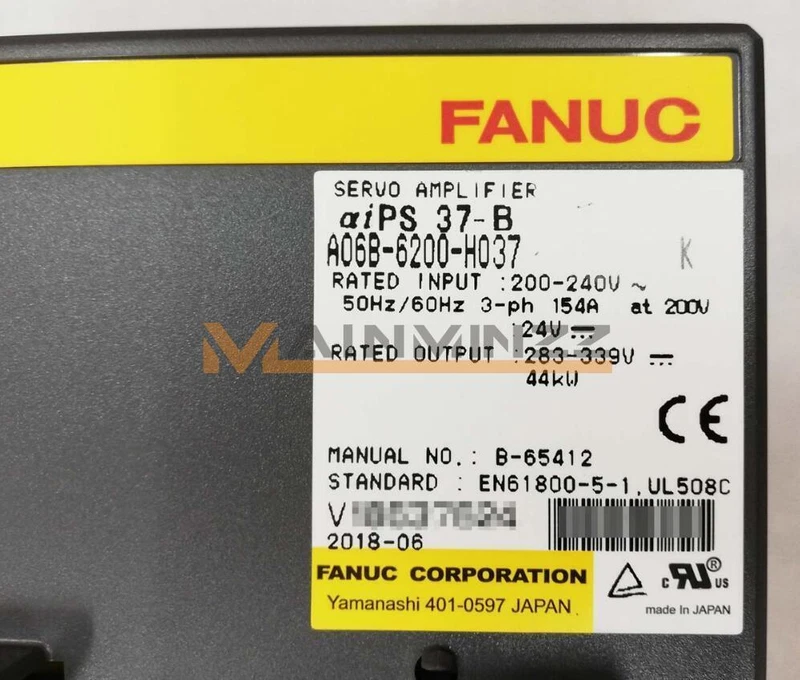 FANUC
SERVO AMPLIFIER
αiPS 37-B
A06B-6200-H037 K
RATED INPUT :200-240V ~
50Hz/60Hz 3-ph 154A at 200V
:24V ⎓
MAINVINZZ
RATED OUTPUT :283-339V ⎓
44kW
CE
MANUAL NO.: B-65412
STANDARD : EN61800-5-1,UL508C
2018-06
FANUC CORPORATION
Yamanashi 401-0597 JAPAN
c RU ® US
made In JAPAN